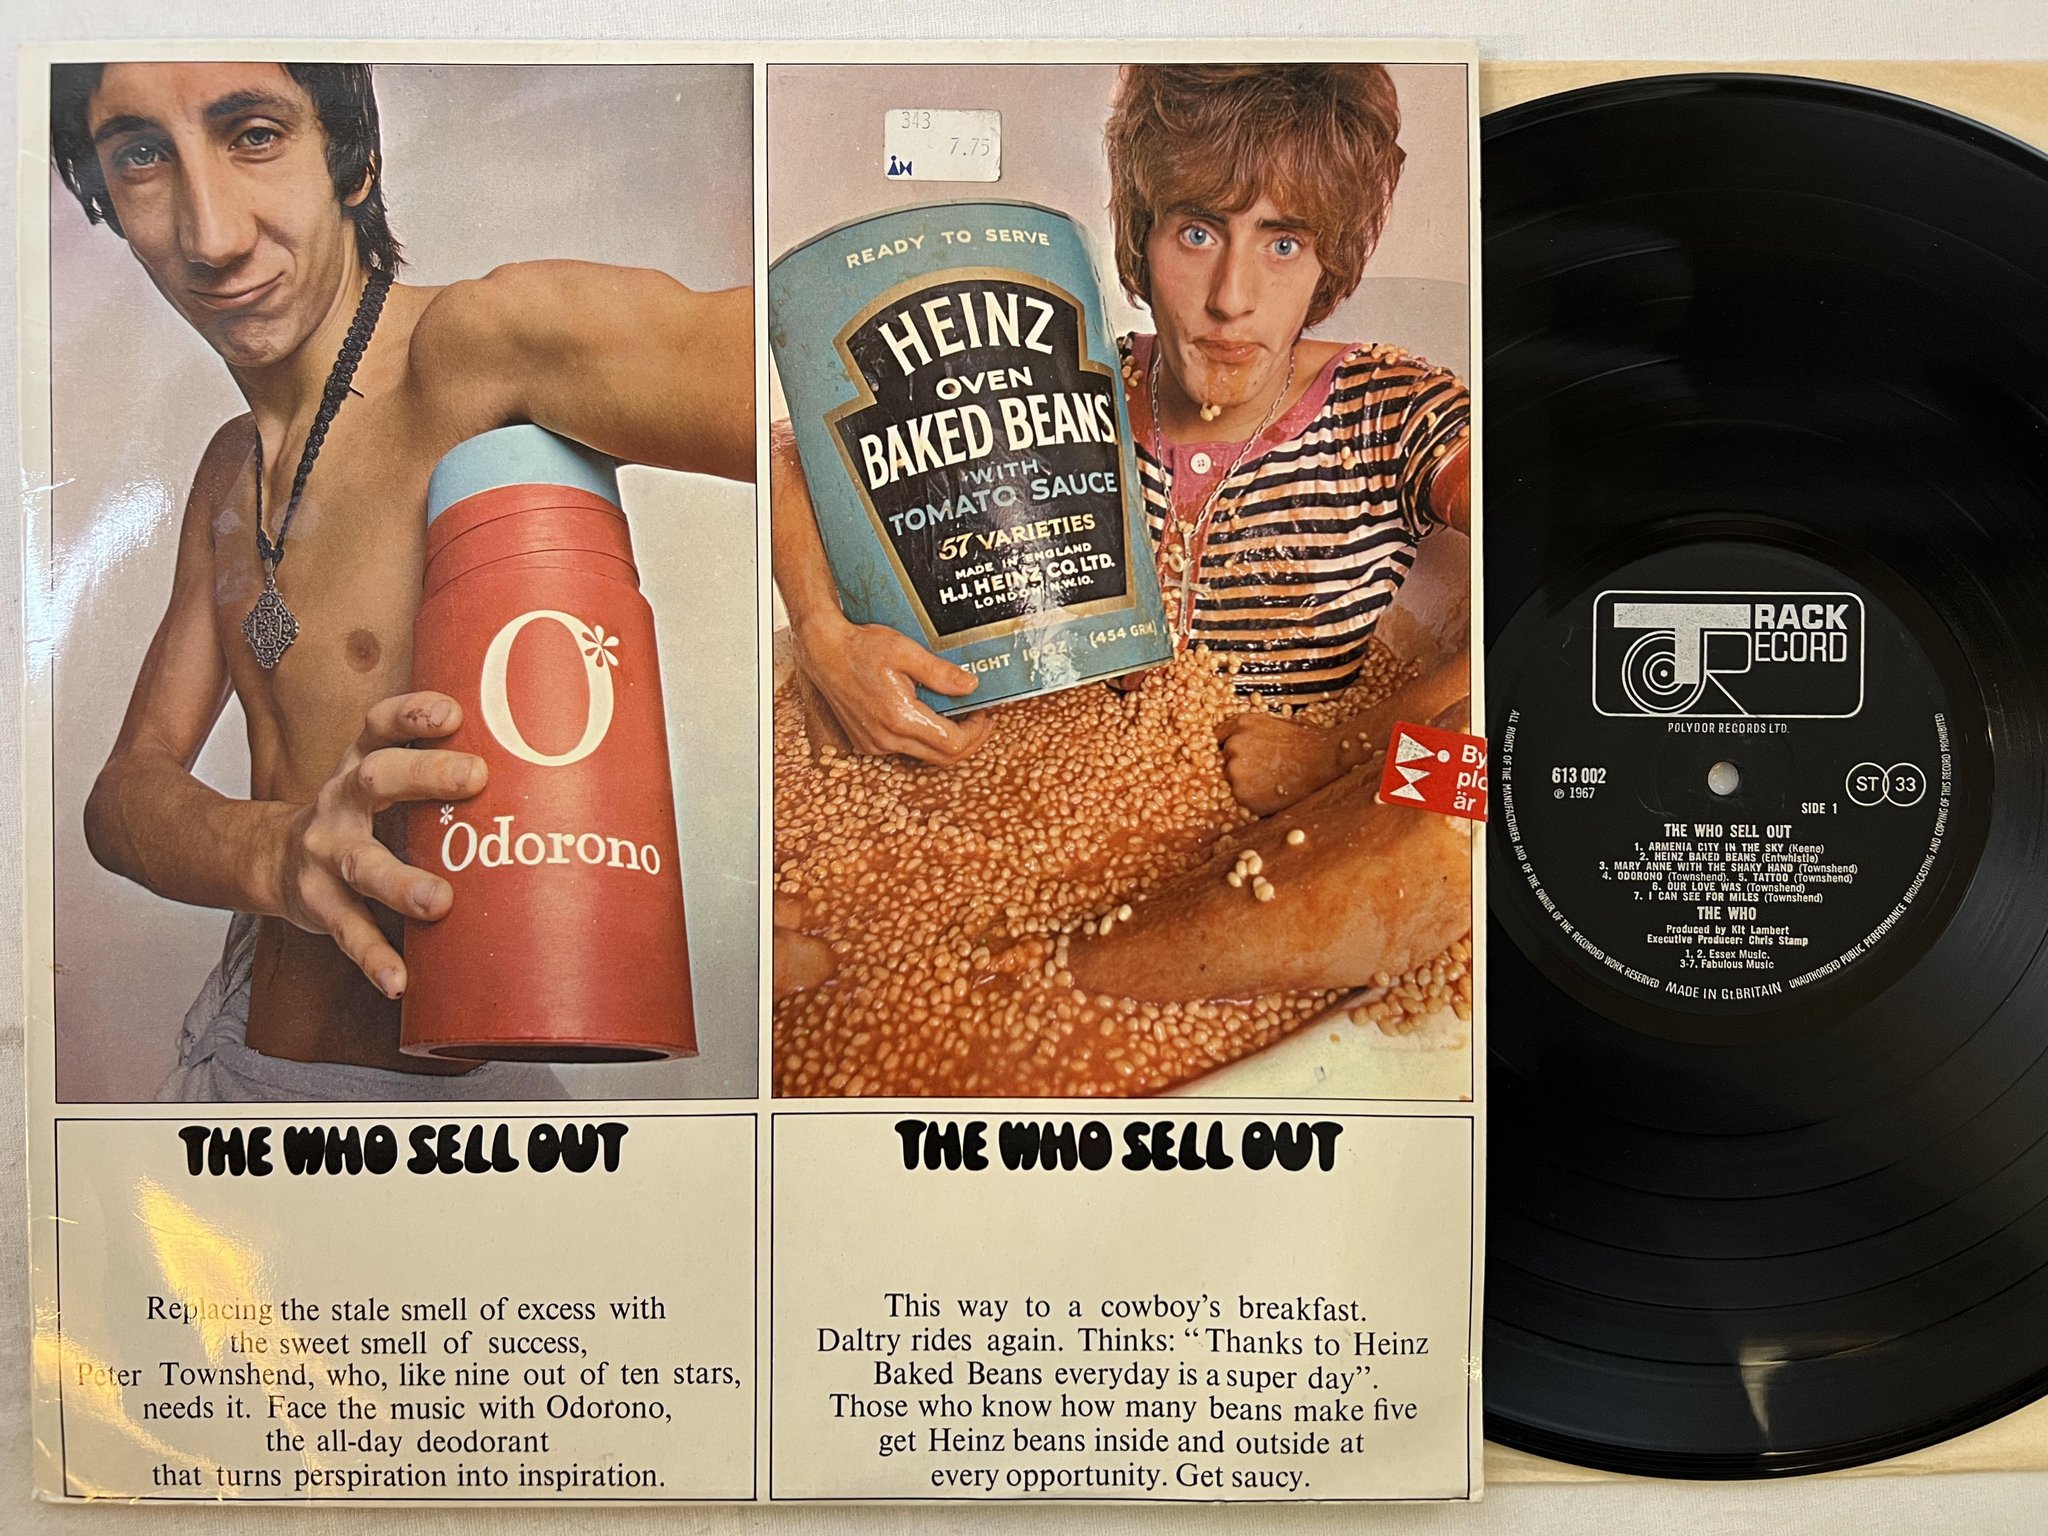 343
7.75
READY TO SERVE
HEINZ
OVEN
BAKED BEANS
WITH
TOMATO SAUCE
57 VARIETIES
MADE IN ENGLAND
H.J. HEINZ CO. LTD.
LONDON, N.W.10.
16 OZ. (454 GRM)
O*
*Odorono
By
plo
är
THE WHO SELL OUT
Replacing the stale smell of excess with
the sweet smell of success,
Peter Townshend, who, like nine out of ten stars,
needs it. Face the music with Odorono,
the all-day deodorant
that turns perspiration into inspiration.
THE WHO SELL OUT
This way to a cowboy's breakfast.
Daltry rides again. Thinks: “Thanks to Heinz
Baked Beans everyday is a super day”.
Those who know how many beans make five
get Heinz beans inside and outside at
every opportunity. Get saucy.
TRACK
RECORD
POLYDOR RECORDS LTD.
613 002
℗ 1967
ST 33
SIDE 1
THE WHO SELL OUT
1. ARMENIA CITY IN THE SKY (Keene)
2. HEINZ BAKED BEANS (Entwhistle)
3. MARY ANNE WITH THE SHAKY HAND (Townshend)
4. ODORONO (Townshend). 5. TATTOO (Townshend)
6. OUR LOVE WAS (Townshend)
7. I CAN SEE FOR MILES (Townshend)
THE WHO
Produced by Kit Lambert
Executive Producer: Chris Stamp
1, 2. Essex Music.
3-7. Fabulous Music
ALL RIGHTS OF THE MANUFACTURER AND OF THE OWNER OF THE RECORDED WORK RESERVED MADE IN Gt. BRITAIN UNAUTHORISED PUBLIC PERFORMANCE BROADCASTING AND COPYING OF THIS RECORD PROHIBITED